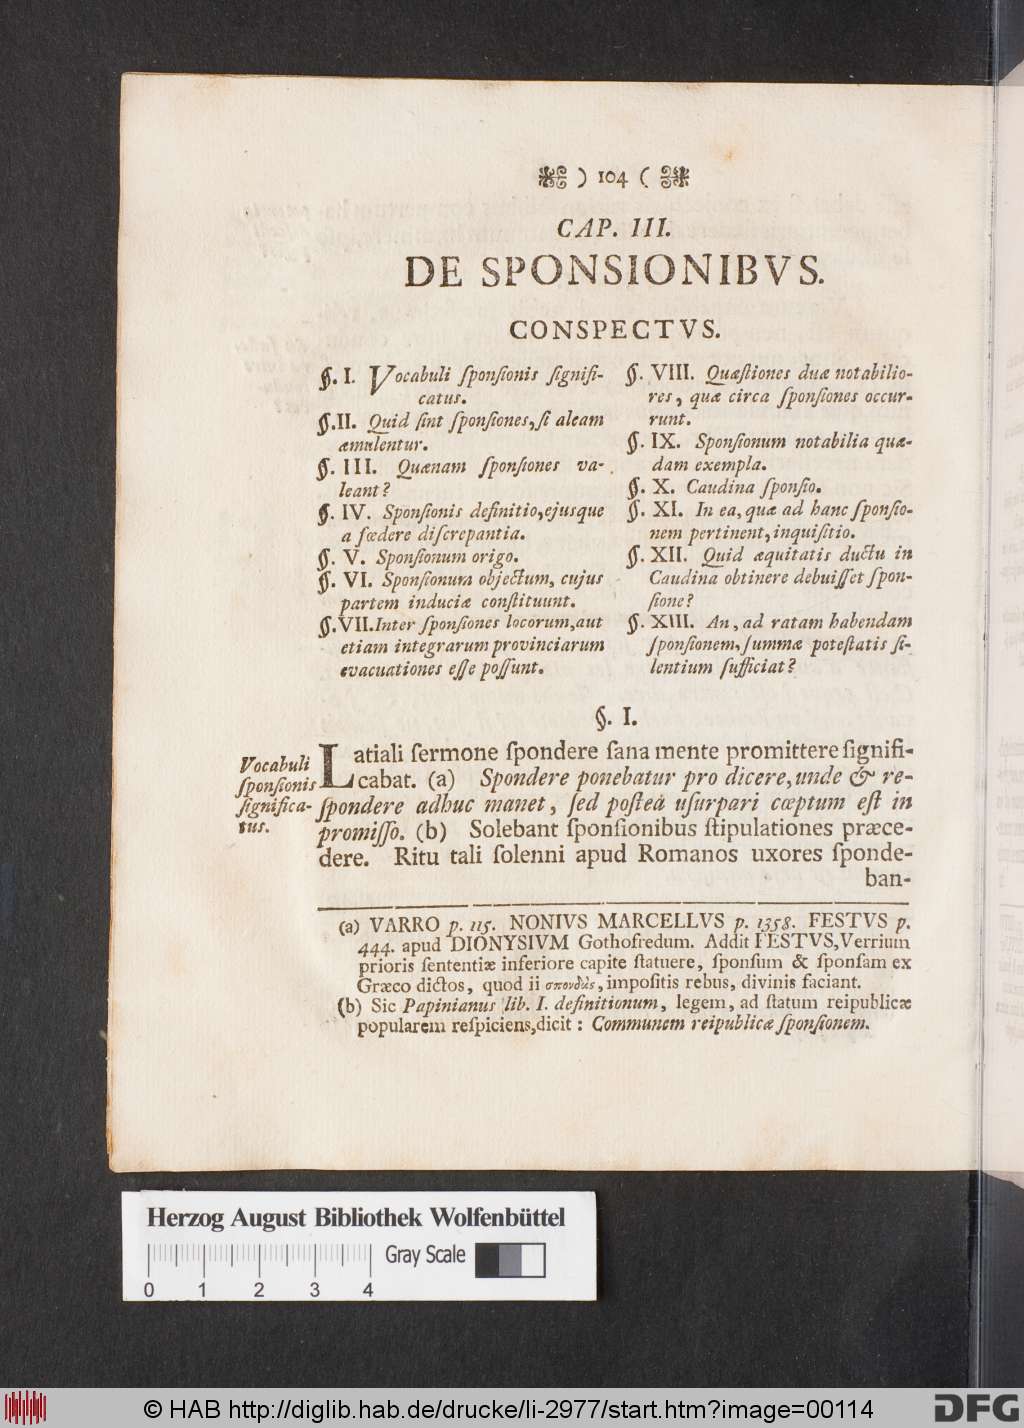 ) 104 (
CAP. III.
DE SPONSIONIBVS.
CONSPECTVS.
§. I. Vocabuli ſponſionis ſignifi-
catus.
§.II. Quid ſint ſponſiones,ſi aleam
æmulentur.
§. III. Quænam ſponſiones va-
leant?
§. IV. Sponſionis definitio,ejusque
a fœdere diſcrepantia.
§. V. Sponſionum origo.
§. VI. Sponſionum objectum, cujus
partem induciæ conſtituunt.
§.VII.Inter ſponſiones locorum,aut
etiam integrarum provinciarum
evacuationes eſſe poſſunt.
§. VIII. Quæſtiones duæ notabilio-
res, quæ circa ſponſiones occur-
runt.
§. IX. Sponſionum notabilia quæ-
dam exempla.
§. X. Caudina ſponſio.
§. XI. In ea, quæ ad hanc ſponſio-
nem pertinent, inquiſitio.
§. XII. Quid æquitatis ductu in
Caudina obtinere debuiſſet ſpon-
ſione?
§. XIII. An, ad ratam habendam
ſponſionem, ſummæ poteſtatis ſi-
lentium ſufficiat?
§. I.
Vocabuli
ſponſionis
ſignifica-
tus.
Latiali ſermone ſpondere ſana mente promittere ſignifi-
cabat. (a) Spondere ponebatur pro dicere, unde & re-
ſpondere adhuc manet, ſed poſtea uſurpari cœptum eſt in
promiſſo. (b) Solebant ſponſionibus ſtipulationes præce-
dere. Ritu tali ſolenni apud Romanos uxores ſponde-
ban-
(a) VARRO p. 115. NONIVS MARCELLVS p. 1358. FESTVS p.
444. apud DIONYSIVM Gothofredum. Addit FESTVS, Verrium
prioris ſententiæ inferiore capite ſtatuere, ſponſum & ſponſam ex
Græco dictos, quod ii σπονδὰς, impoſitis rebus, divinis faciant.
(b) Sic Papinianus lib. I. definitionum, legem, ad ſtatum reipublicæ
popularem reſpiciens, dicit: Communem reipublicæ ſponſionem.
Herzog August Bibliothek Wolfenbüttel
Gray Scale
0 1 2 3 4
© HAB http://diglib.hab.de/drucke/li-2977/start.htm?image=00114
DFG